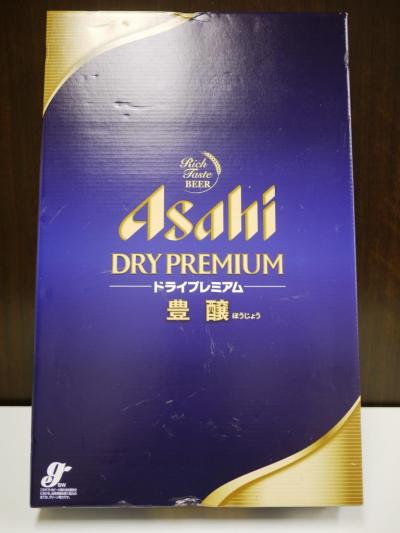 Rich
Taste
BEER
Asahi
DRY PREMIUM
ドライプレミアム
豊醸 ほうじょう
g
DW